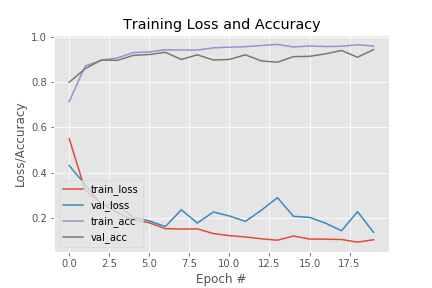 Training Loss and Accuracy
1.0
0.8
0.6
0.4
0.2
Loss/Accuracy
train_loss
val_loss
train_acc
val_acc
0.0 2.5 5.0 7.5 10.0 12.5 15.0 17.5
Epoch #